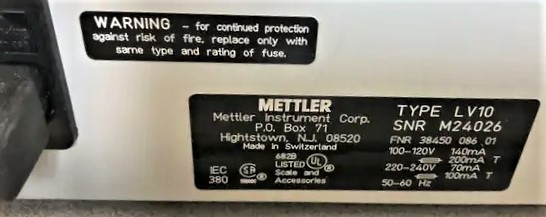 WARNING - for continued protection
against risk of fire, replace only with
same type and rating of fuse.
METTLER
Mettler Instrument Corp.
P.O. Box 71
Hightstown, N.J. 08520
Made in Switzerland
IEC
380
682B
LISTED UL
Scale and
Accessories
TYPE LV10
SNR M24026
FNR 38450 086 01
100-120V 140mA
200mA T
220-240V 70mA
100mA T
50-60 Hz